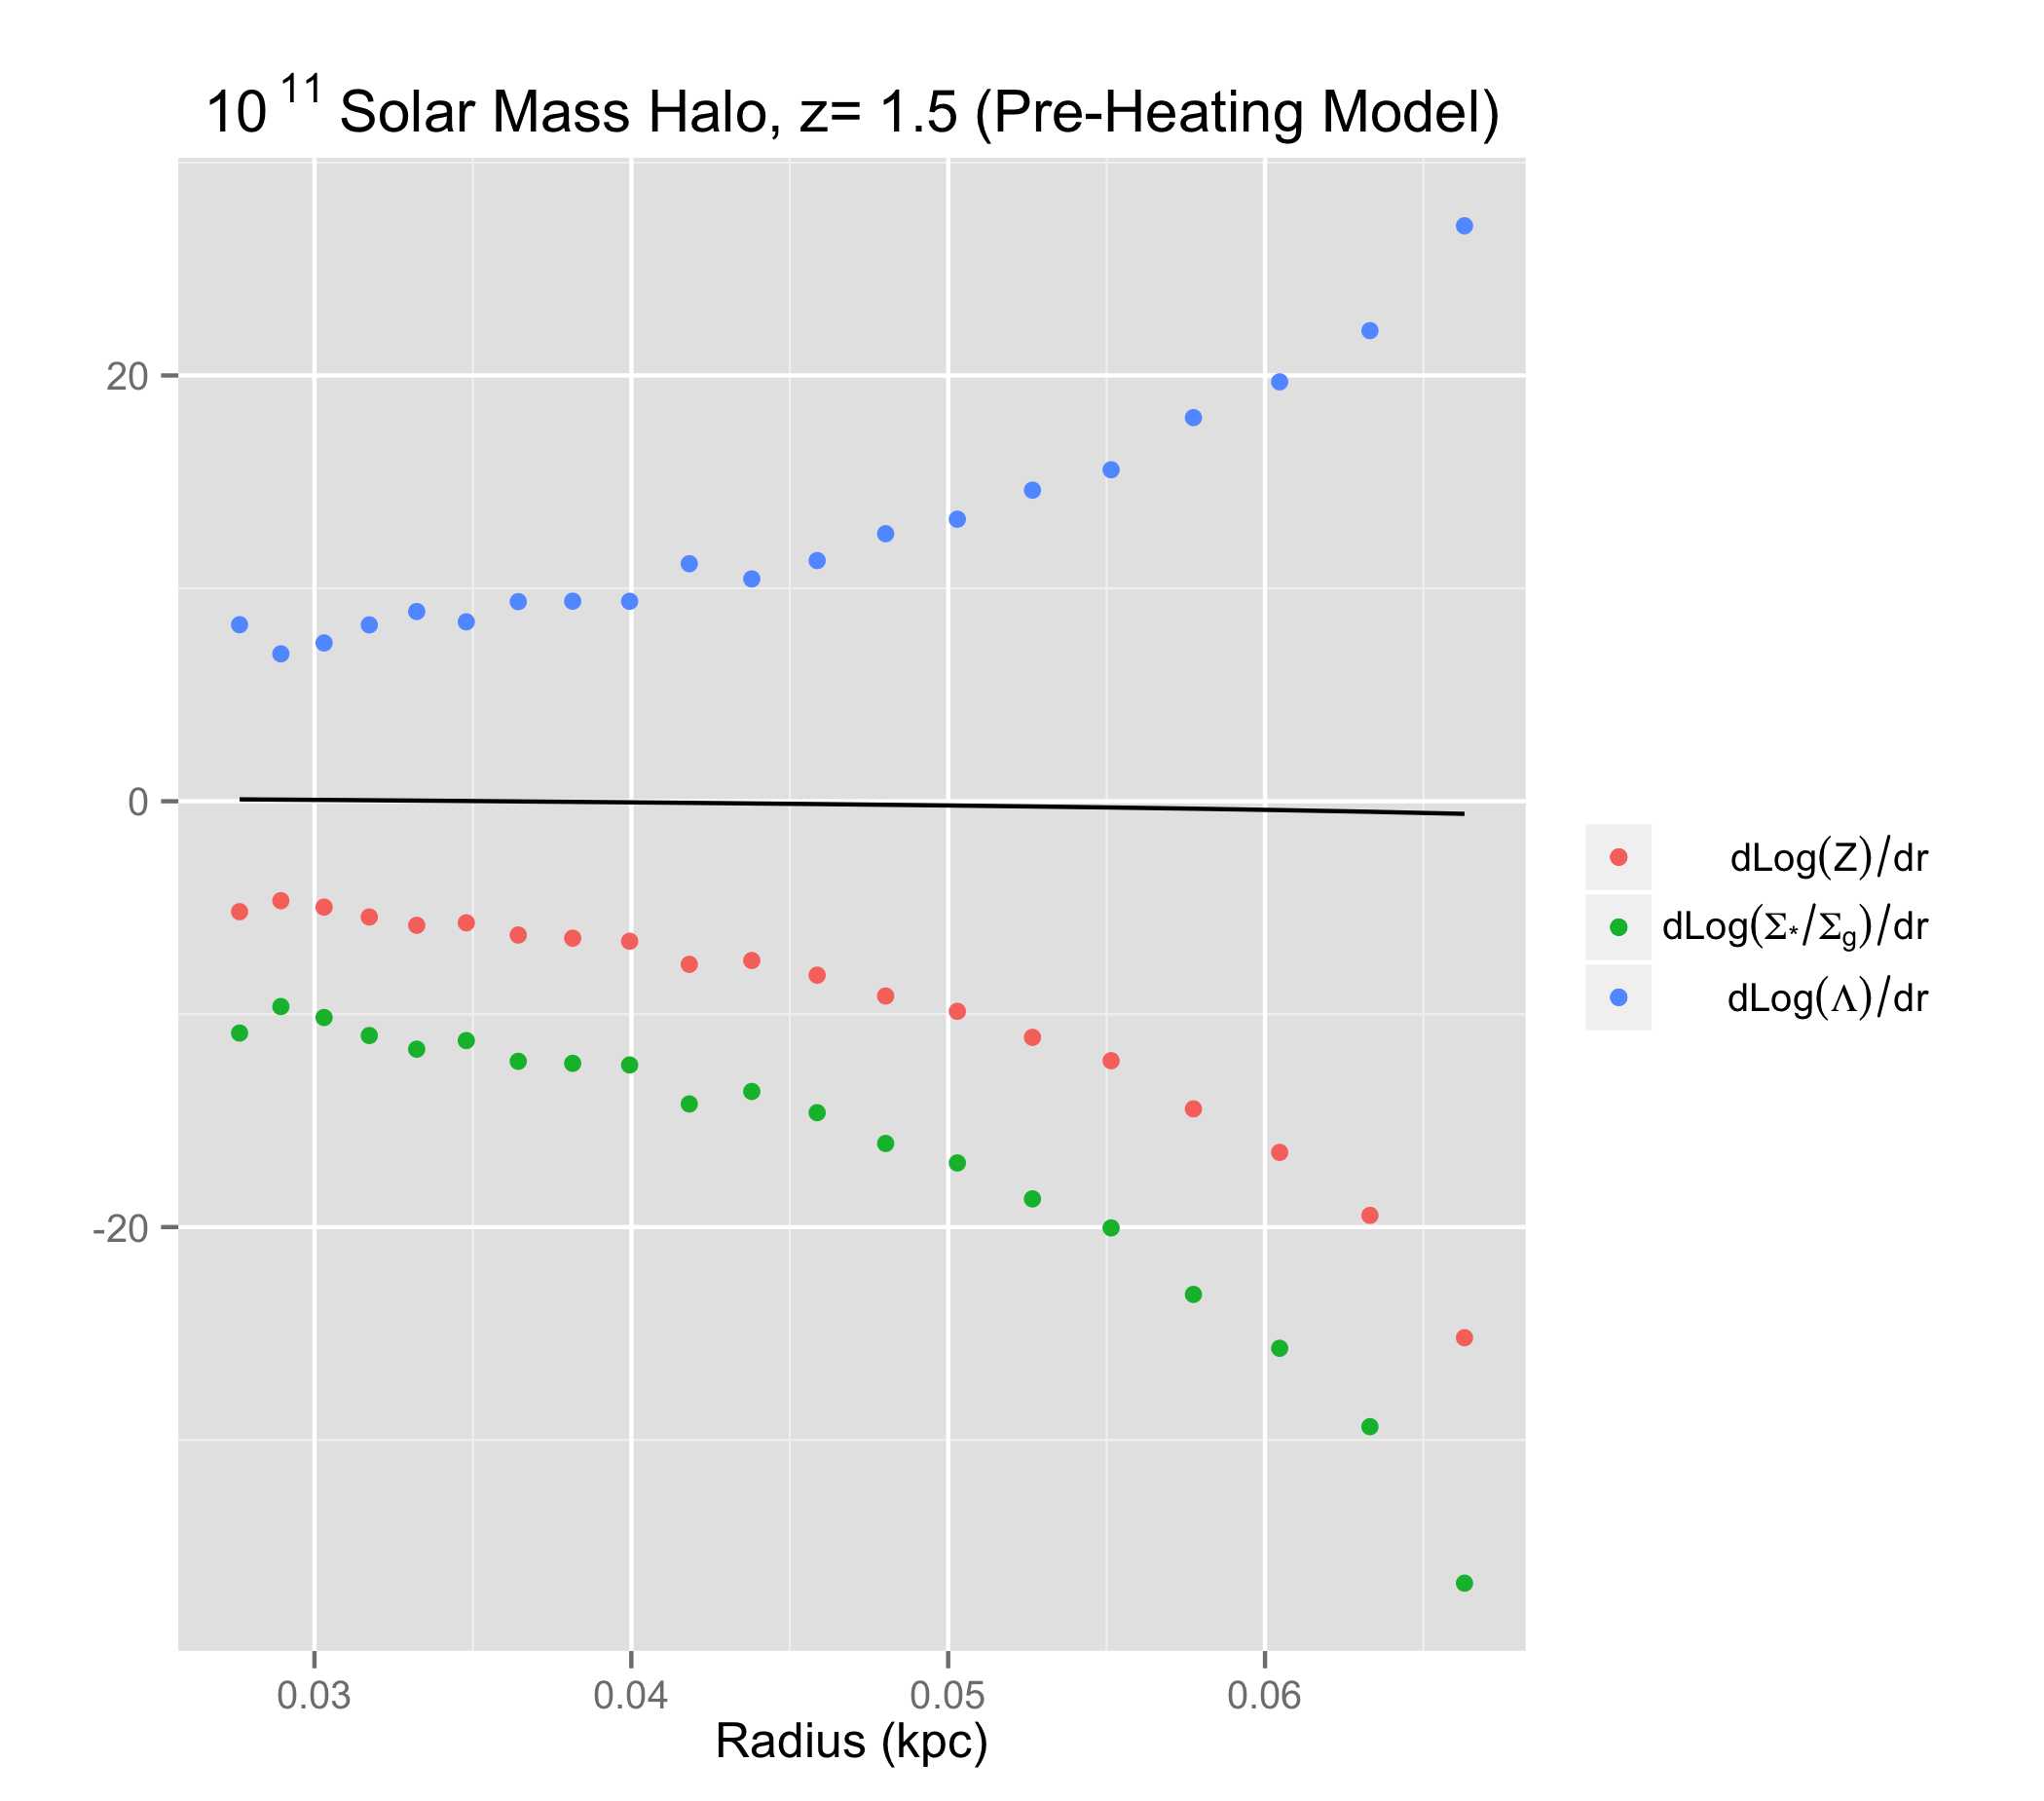 10^11 Solar Mass Halo, z= 1.5 (Pre-Heating Model)
20
0
-20
0.03 0.04 0.05 0.06
Radius (kpc)
dLog(Z)/dr
dLog(Σ*/Σg)/dr
dLog(Λ)/dr